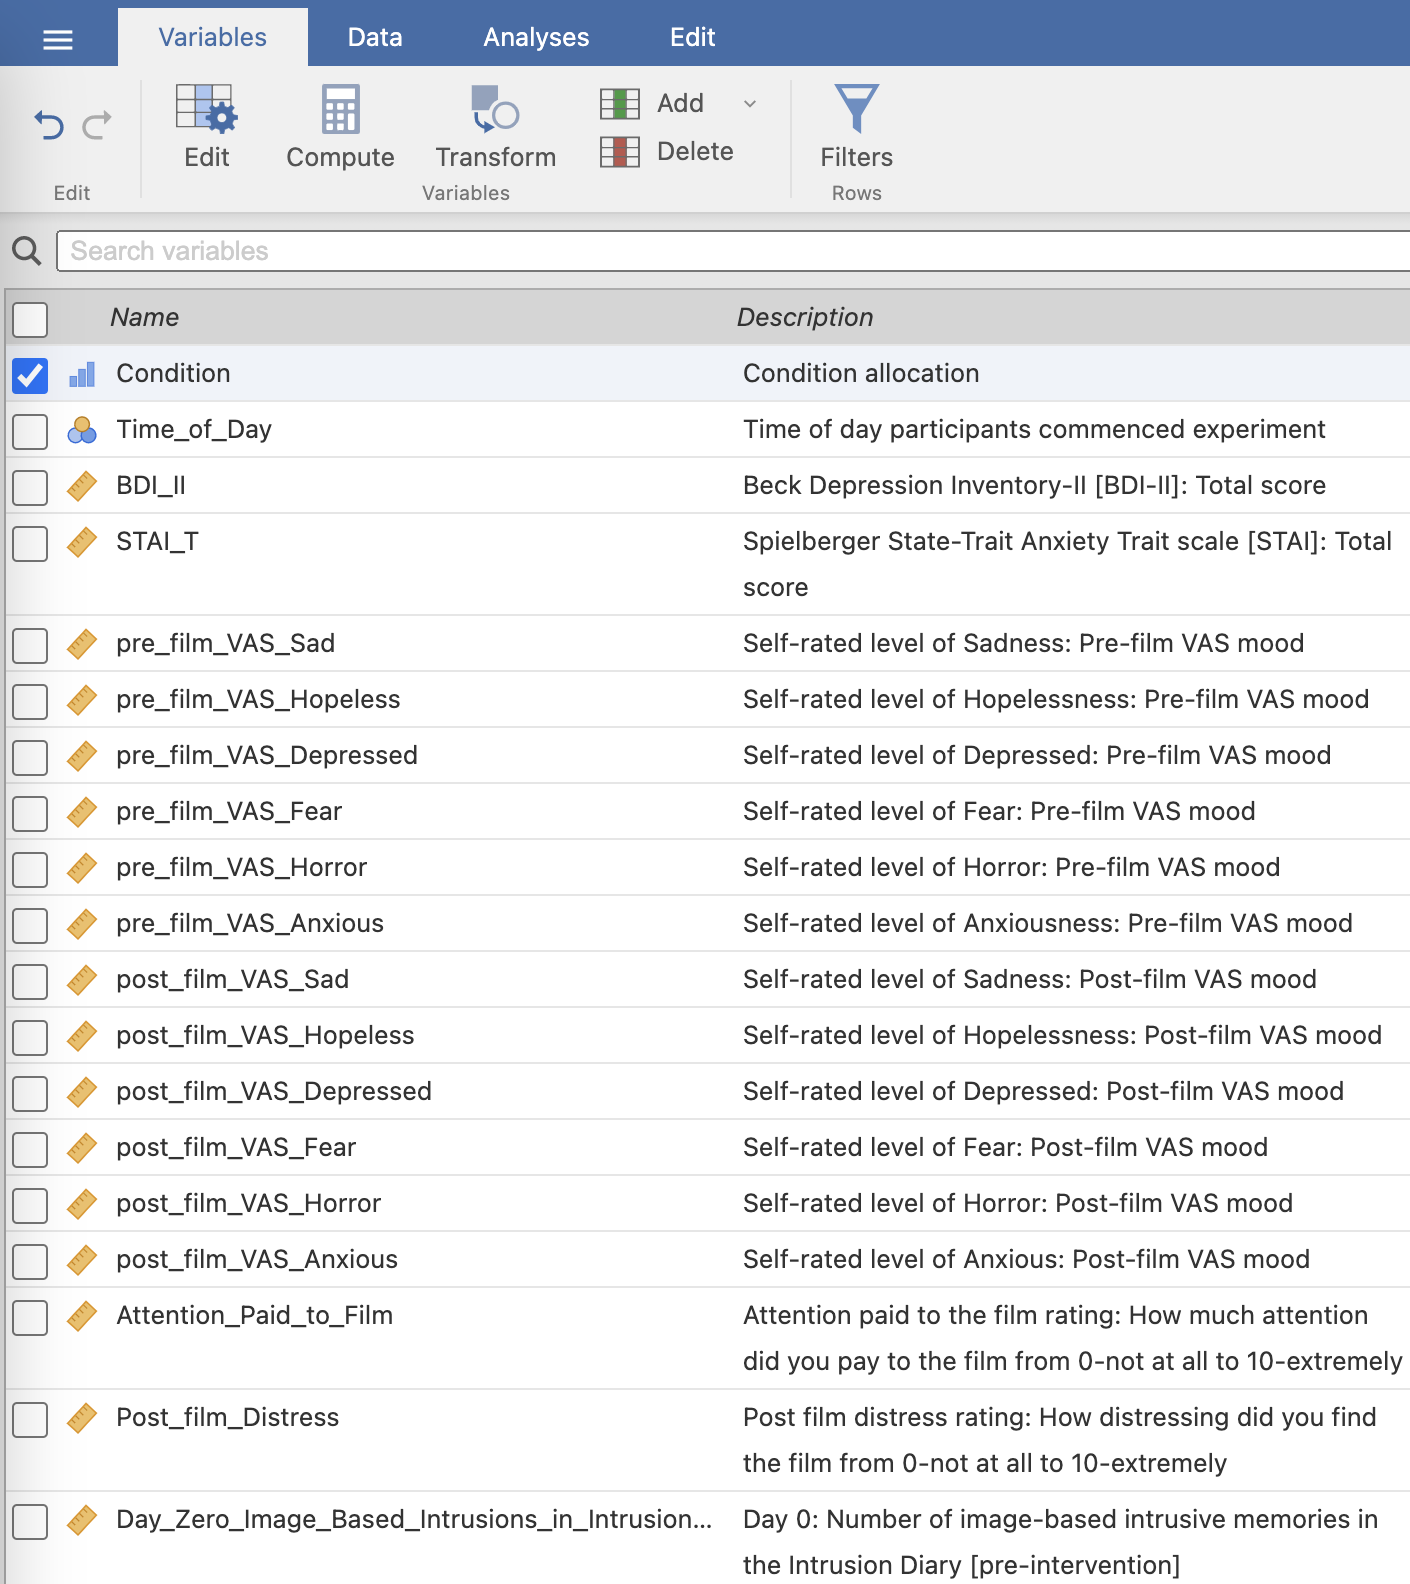 Variables Data Analyses Edit
Edit Compute Transform Add Delete Filters
Edit Variables Rows
Search variables
Name Description
Condition Condition allocation
Time_of_Day Time of day participants commenced experiment
BDI_II Beck Depression Inventory-II [BDI-II]: Total score
STAI_T Spielberger State-Trait Anxiety Trait scale [STAI]: Total
score
pre_film_VAS_Sad Self-rated level of Sadness: Pre-film VAS mood
pre_film_VAS_Hopeless Self-rated level of Hopelessness: Pre-film VAS mood
pre_film_VAS_Depressed Self-rated level of Depressed: Pre-film VAS mood
pre_film_VAS_Fear Self-rated level of Fear: Pre-film VAS mood
pre_film_VAS_Horror Self-rated level of Horror: Pre-film VAS mood
pre_film_VAS_Anxious Self-rated level of Anxiousness: Pre-film VAS mood
post_film_VAS_Sad Self-rated level of Sadness: Post-film VAS mood
post_film_VAS_Hopeless Self-rated level of Hopelessness: Post-film VAS mood
post_film_VAS_Depressed Self-rated level of Depressed: Post-film VAS mood
post_film_VAS_Fear Self-rated level of Fear: Post-film VAS mood
post_film_VAS_Horror Self-rated level of Horror: Post-film VAS mood
post_film_VAS_Anxious Self-rated level of Anxious: Post-film VAS mood
Attention_Paid_to_Film Attention paid to the film rating: How much attention
did you pay to the film from 0-not at all to 10-extremely
Post_film_Distress Post film distress rating: How distressing did you find
the film from 0-not at all to 10-extremely
Day_Zero_Image_Based_Intrusions_in_Intrusion... Day 0: Number of image-based intrusive memories in
the Intrusion Diary [pre-intervention]